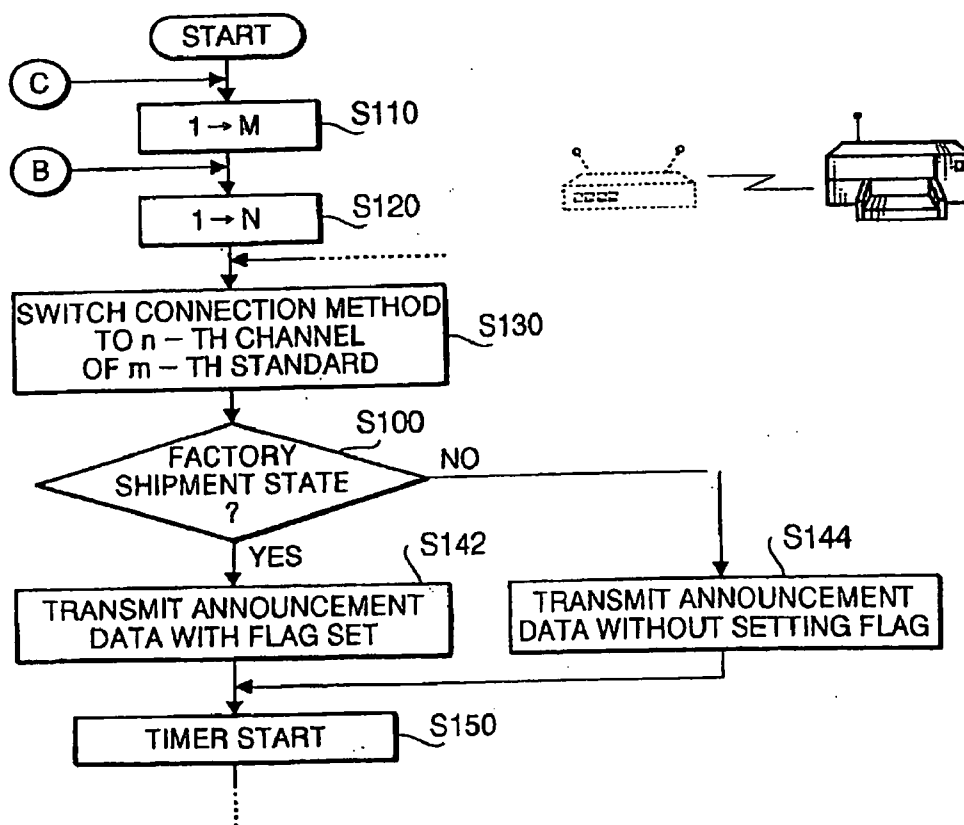 START
C
S110
1→M
B
S120
1→N
SWITCH CONNECTION METHOD
TO n – TH CHANNEL
OF m – TH STANDARD
S130
S100
FACTORY
SHIPMENT STATE
?
NO
YES
S142
S144
TRANSMIT ANNOUNCEMENT
DATA WITH FLAG SET
TRANSMIT ANNOUNCEMENT
DATA WITHOUT SETTING FLAG
S150
TIMER START